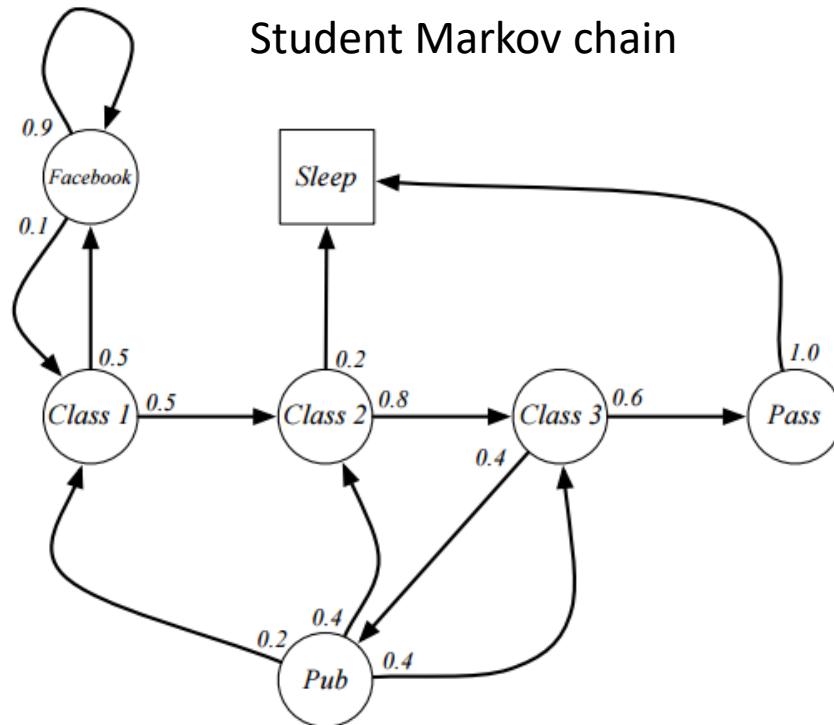 Student Markov chain
0.9
Facebook
Sleep
0.1
0.5
0.2
1.0
Class 1
0.5
Class 2
0.8
Class 3
0.6
Pass
0.4
0.4
0.2
0.4
Pub